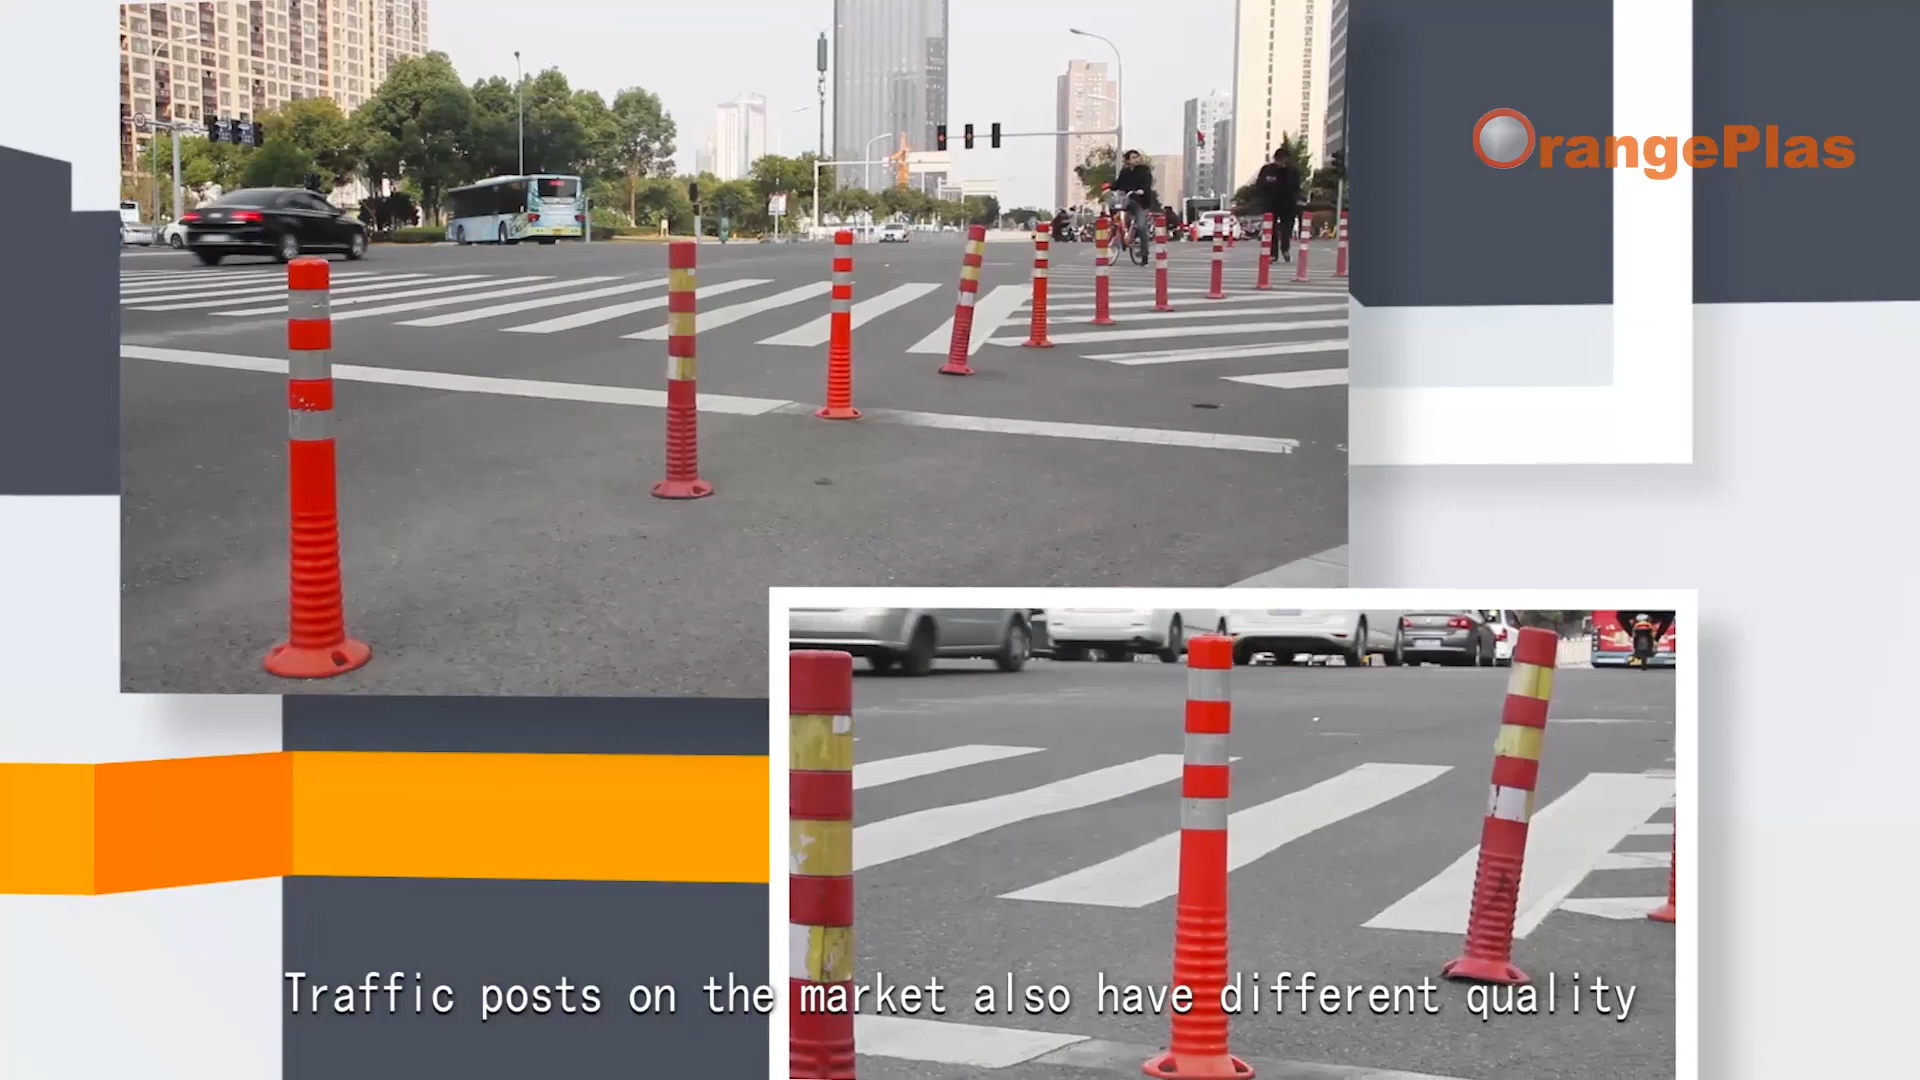 OrangePlas
Traffic posts on the market also have different quality